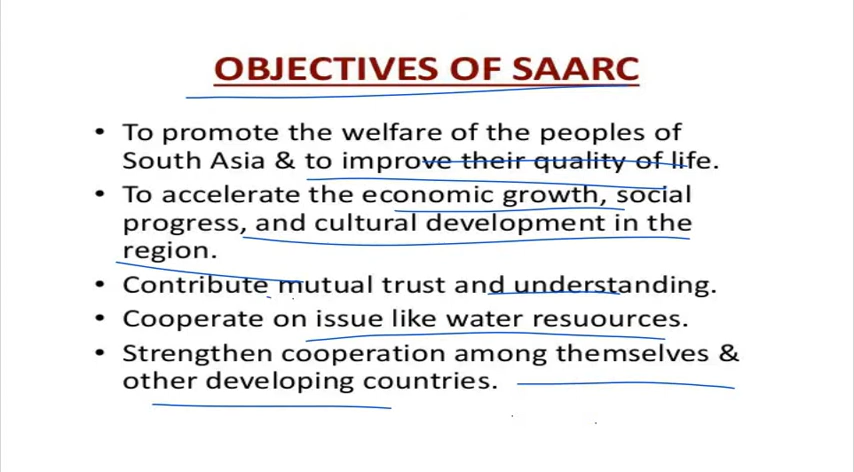 OBJECTIVES OF SAARC
• To promote the welfare of the peoples of
South Asia & to improve their quality of life.
• To accelerate the economic growth, social
progress, and cultural development in the
region.
• Contribute mutual trust and understanding.
• Cooperate on issue like water resuources.
• Strengthen cooperation among themselves &
other developing countries.